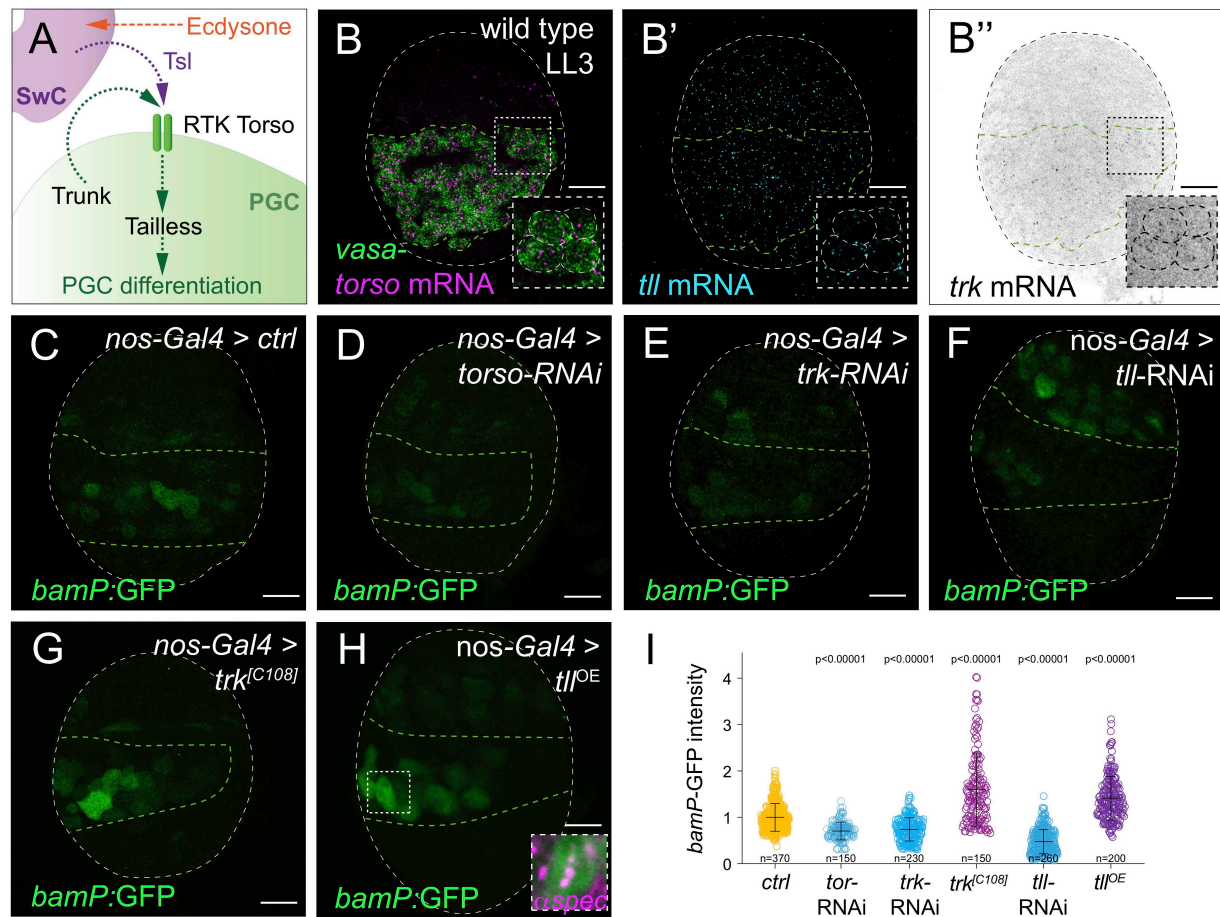 A
Ecdysone
Tsl
SwC
RTK Torso
Trunk
PGC
Tailless
PGC differentiation
B
wild type
LL3
vasa-
torso mRNA
B'
tll mRNA
B''
trk mRNA
C
nos-Gal4 > ctrl
bamP:GFP
D
nos-Gal4 >
torso-RNAi
bamP:GFP
E
nos-Gal4 >
trk-RNAi
bamP:GFP
F
nos-Gal4 >
tll-RNAi
bamP:GFP
G
nos-Gal4 >
trk[C108]
bamP:GFP
H
nos-Gal4 >
tllOE
bamP:GFP
αspec
I
p<0.00001 p<0.00001 p<0.00001 p<0.00001 p<0.00001
bamP-GFP intensity
4
3
2
1
0
n=370 n=150 n=230 n=150 n=260 n=200
ctrl tor- trk- trk[C108] tll- tllOE
RNAi RNAi RNAi